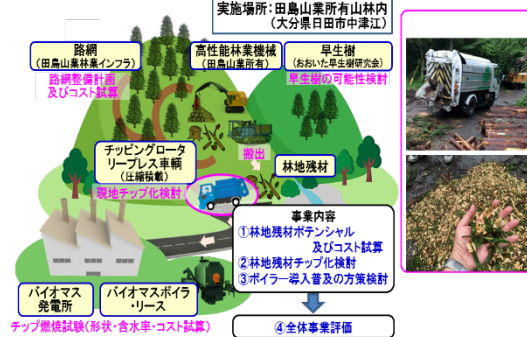 実施場所:田島山業所有山林内
(大分県日田市中津江)
路網
(田島山業林業インフラ)
路網整備計画
及びコスト試算
高性能林業機械
(田島山業所有)
早生樹
(おおいた早生樹研究会)
早生樹の可能性検討
チッピングロータ
リープレス車輌
(圧縮積載)
現地チップ化検討
搬出
林地残材
事業内容
①林地残材ポテンシャル
及びコスト試算
②林地残材チップ化検討
③ボイラー導入普及の方策検討
バイオマス
発電所
バイオマスボイラ
・リース
チップ燃焼試験(形状・含水率・コスト試算)
④全体事業評価